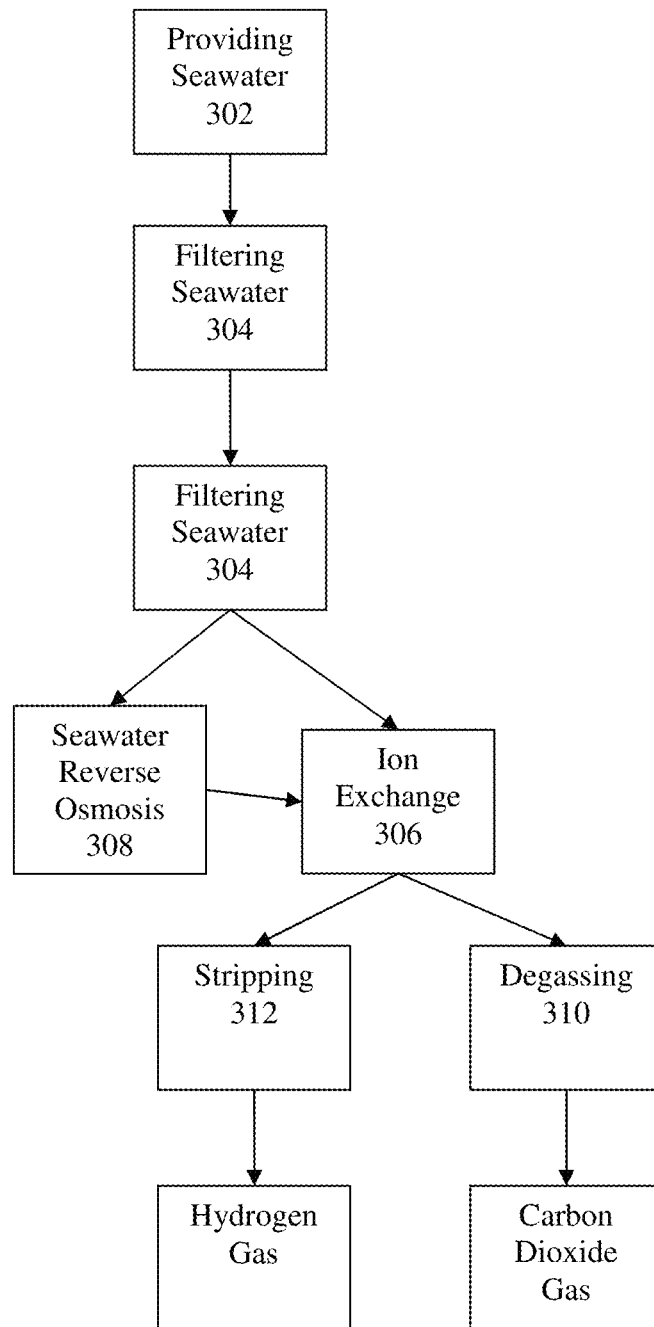 Providing
Seawater
302
Filtering
Seawater
304
Filtering
Seawater
304
Seawater
Reverse
Osmosis
308
Ion
Exchange
306
Stripping
312
Degassing
310
Hydrogen
Gas
Carbon
Dioxide
Gas